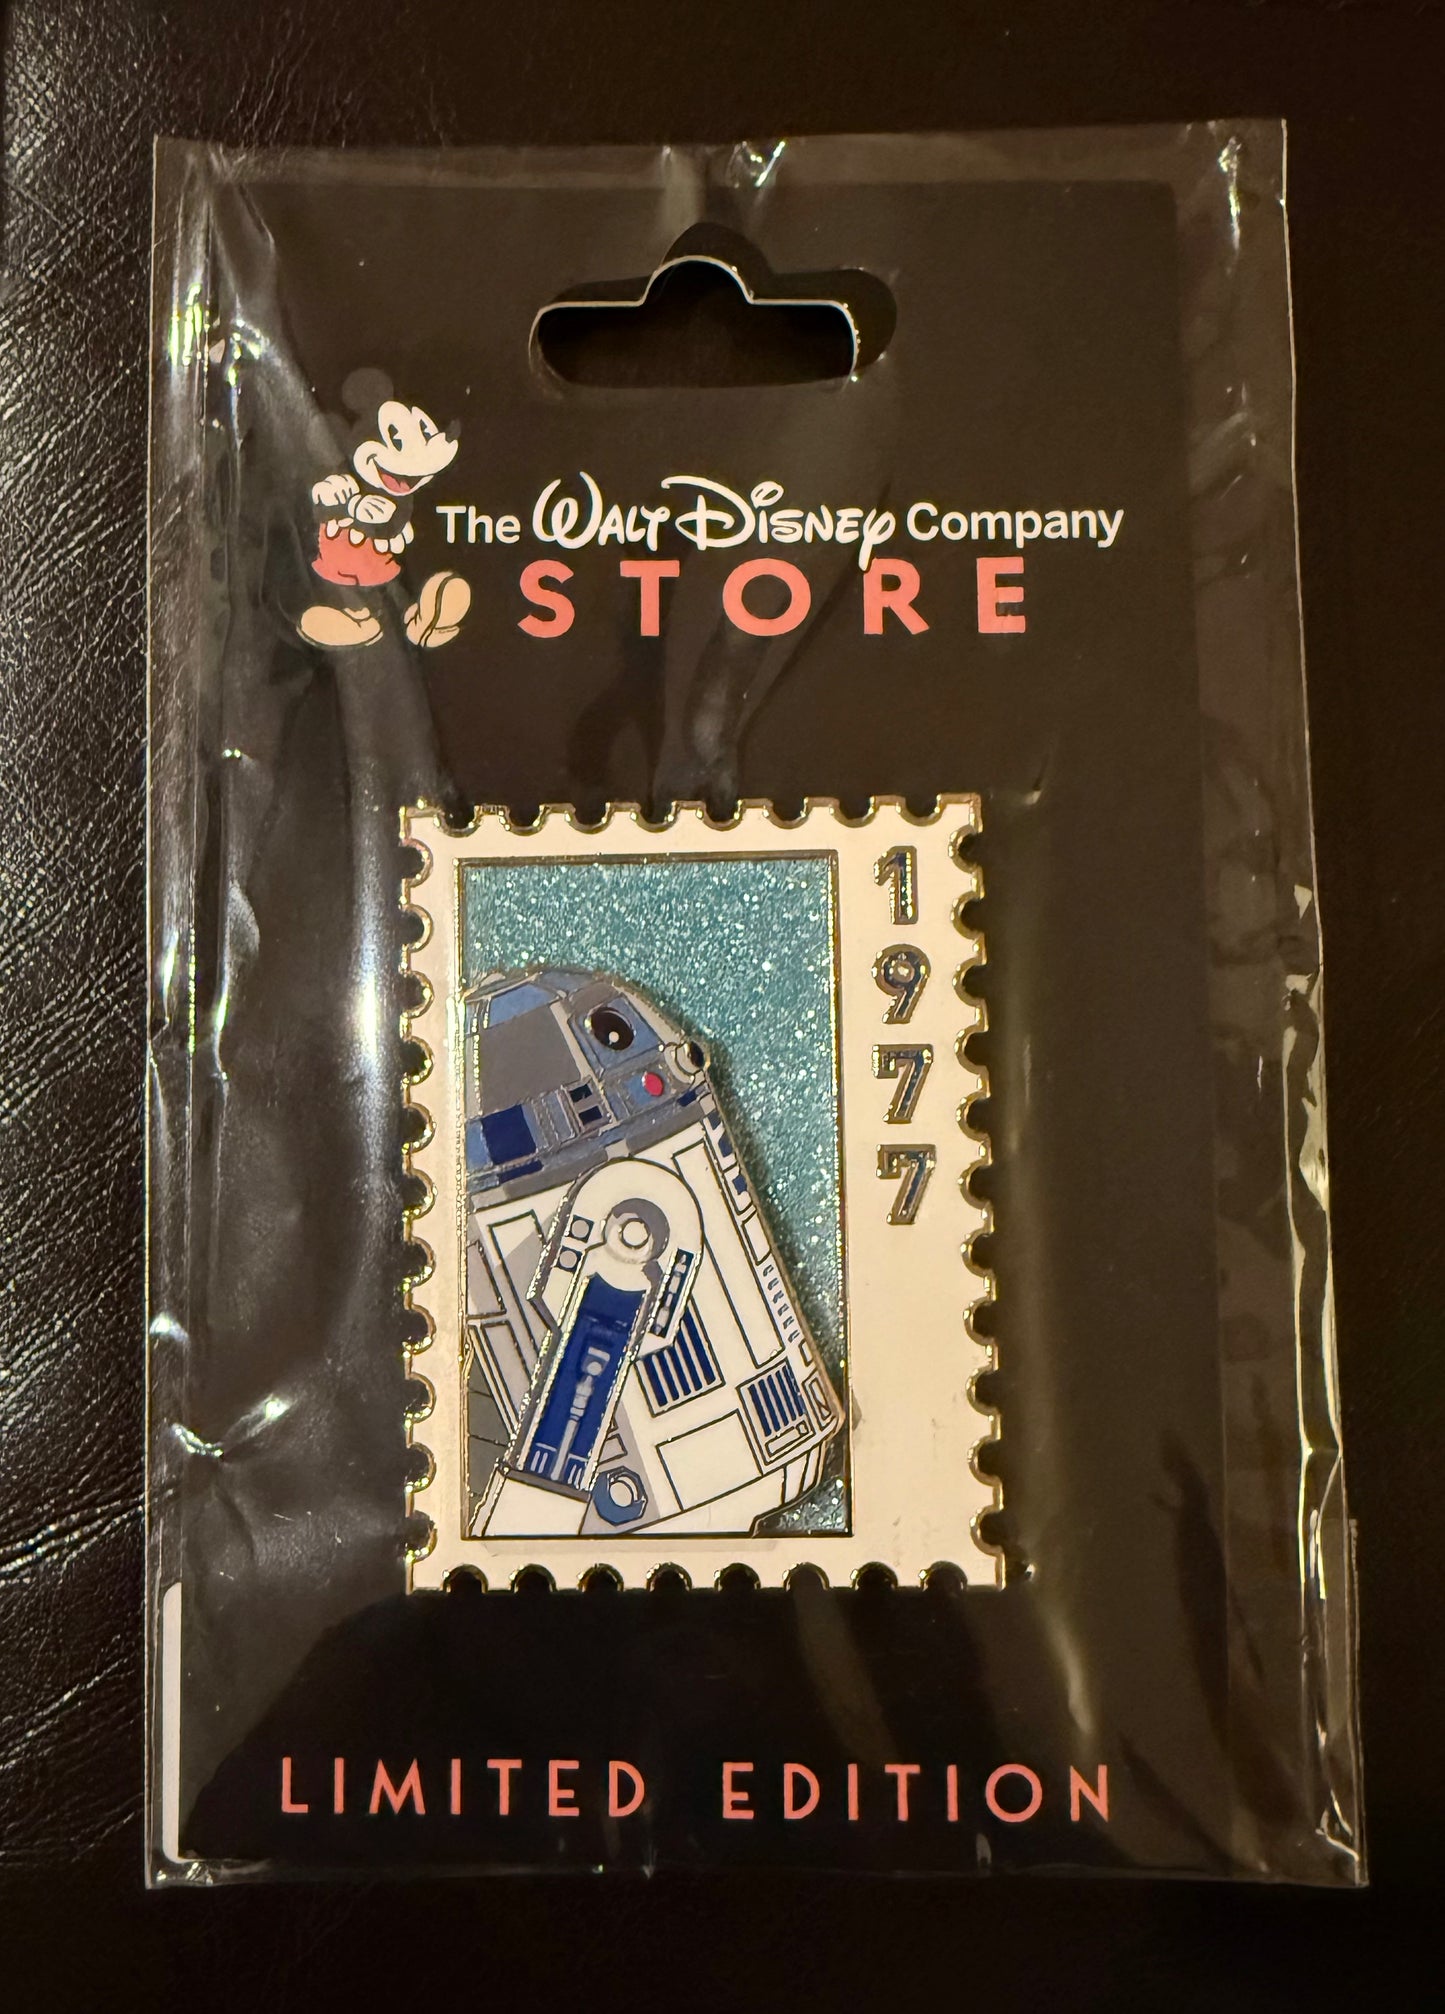 The Walt Disney Company
STORE
1977
LIMITED EDITION